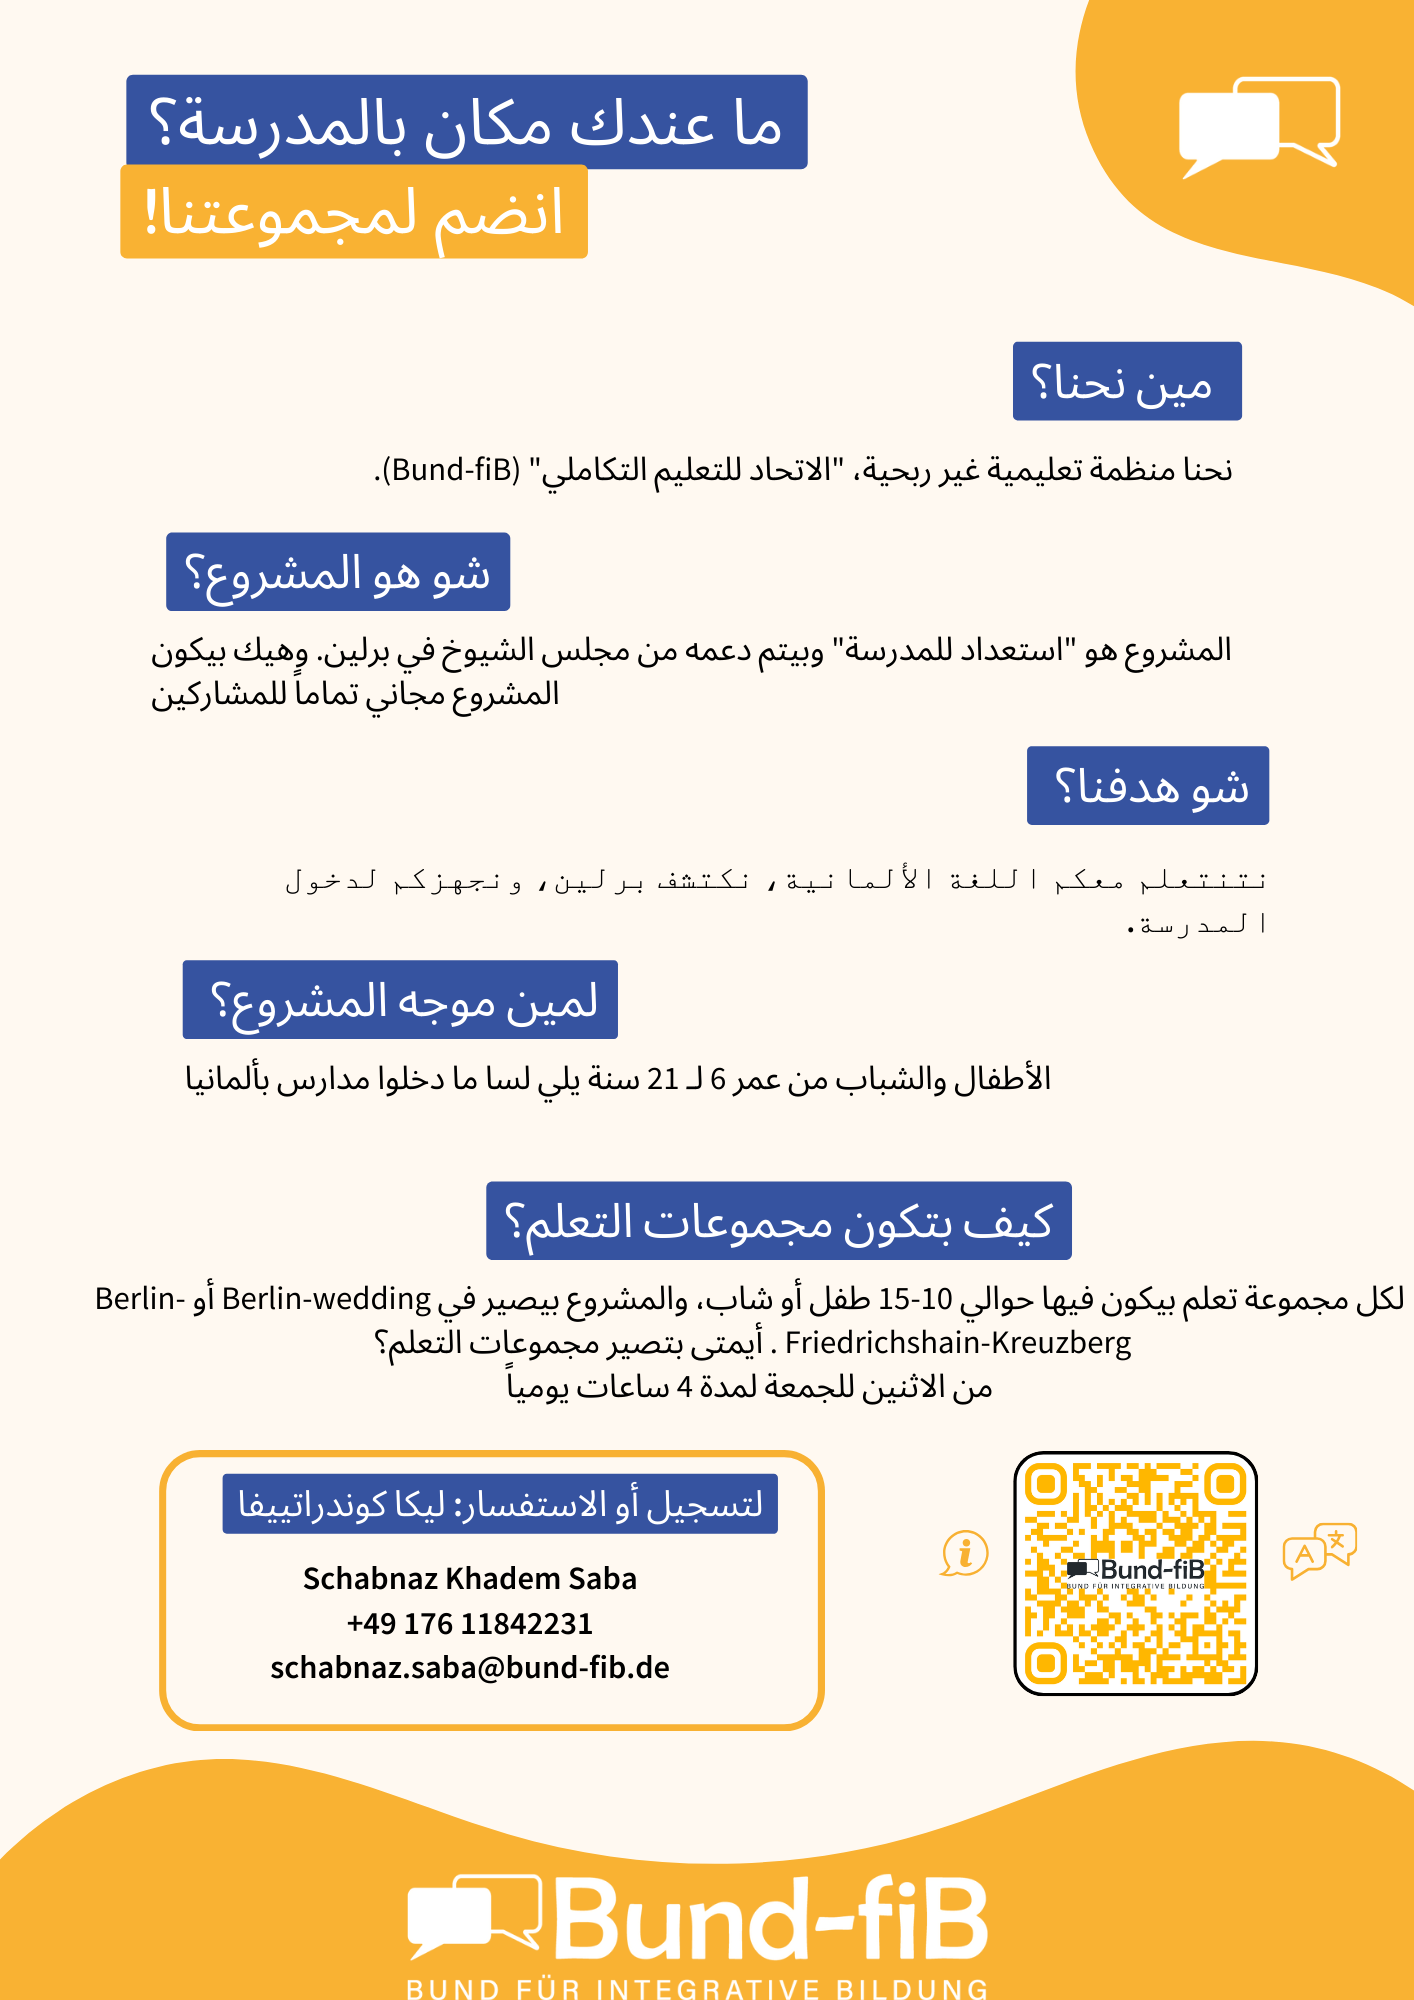 ما عندك مكان بالمدرسة؟
انضم لمجموعتنا!
مين نحنا؟
نحنا منظمة تعليمية غير ربحية، "الاتحاد للتعليم التكاملي" (Bund-fiB).
شو هو المشروع؟
المشروع هو "استعداد للمدرسة" وبيتم دعمه من مجلس الشيوخ في برلين. وهيك بيكون
المشروع مجاني تماماً للمشاركين
شو هدفنا؟
نتنتعلم معكم اللغة الألمانية، نكتشف برلين، ونجهزكم لدخول
المدرسة.
لمين موجه المشروع؟
الأطفال والشباب من عمر 6 لـ 21 سنة يلي لسا ما دخلوا مدارس بألمانيا
كيف بتكون مجموعات التعلم؟
لكل مجموعة تعلم بيكون فيها حوالي 10-15 طفل أو شاب، والمشروع بيصير في Berlin-wedding أو Berlin-
Friedrichshain-Kreuzberg . أيمتى بتصير مجموعات التعلم؟
من الاثنين للجمعة لمدة 4 ساعات يومياً
لتسجيل أو الاستفسار: ليكا كوندراتييفا
Schabnaz Khadem Saba
+49 176 11842231
schabnaz.saba@bund-fib.de
Bund-fiB
BUND FÜR INTEGRATIVE BILDUNG
A 文
Bund-fiB
BUND FÜR INTEGRATIVE BILDUNG